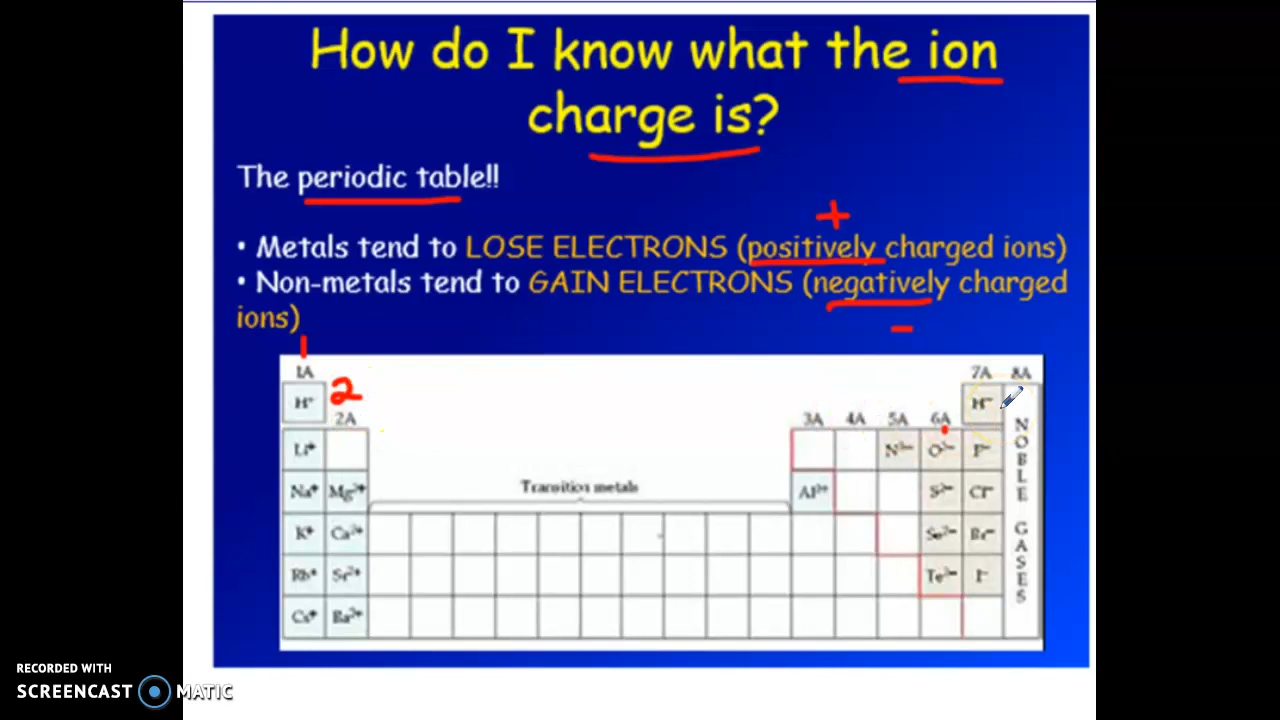 How do I know what the ion
charge is?
The periodic table!!
+
• Metals tend to LOSE ELECTRONS (positively charged ions)
• Non-metals tend to GAIN ELECTRONS (negatively charged
ions)
-
1
1A 7A 8A
H⁺ 2 H⁻
2A 3A 4A 5A 6A
Li⁺ N³⁻ O²⁻ F⁻
Na⁺ Mg²⁺ Transition metals Al³⁺ S²⁻ Cl⁻
K⁺ Ca²⁺ Se²⁻ Br⁻
Rb⁺ Sr²⁺ Te²⁻ I⁻
Cs⁺ Ba²⁺
NOBLE GASES
RECORDED WITH
SCREENCAST MATIC